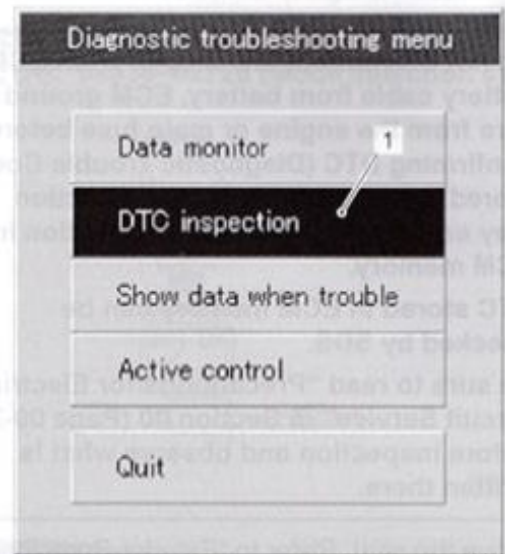 Diagnostic troubleshooting menu
Data monitor
1
DTC inspection
Show data when trouble
Active control
Quit